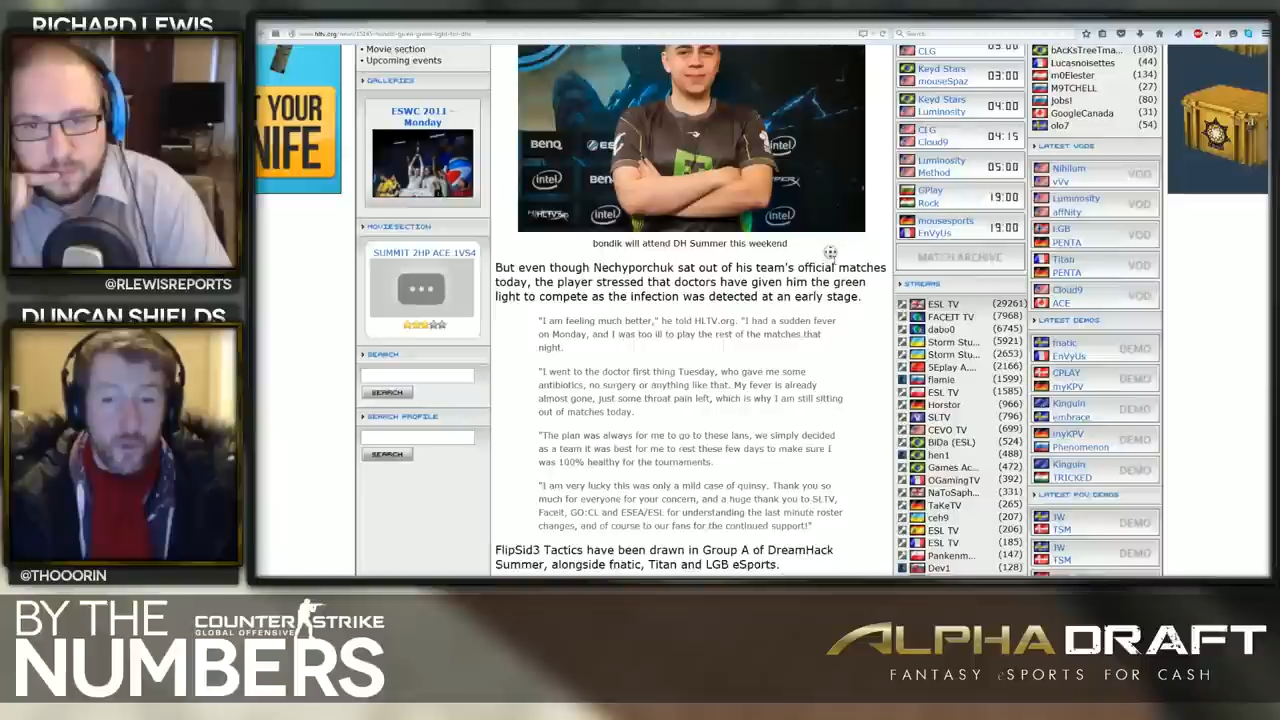 RICHARD LEWIS
@RLEWISREPORTS
DUNCAN SHIELDS
@THOOORIN
T YOUR
NIFE
• Movie section
• Upcoming events
GALLERIES
ESWC 2011 -
Monday
MOVIESECTION
SUMMIT 2HP ACE 1VS4
SEARCH
SEARCH
SEARCH PROFILE
SEARCH
BENQ
intel
intel
intel
intel
bondik will attend DH Summer this weekend
But even though Nechyporchuk sat out of his team's official matches
today, the player stressed that doctors have given him the green
light to compete as the infection was detected at an early stage.
"I am feeling much better," he told HLTV.org. "I had a sudden fever
on Monday, and I was too ill to play the rest of the matches that
night.
"I went to the doctor first thing Tuesday, who gave me some
antibiotics, no surgery or anything like that. My fever is already
almost gone, just some throat pain left, which is why I am still sitting
out of matches today.
"The plan was always for me to go to these lans, we simply decided
as a team it was best for me to rest these few days to make sure I
was 100% healthy for the tournaments.
"I am very lucky this was only a mild case of quinsy. Thank you so
much for everyone for your concern, and a huge thank you to SLTV,
Faceit, GO:CL and ESEA/ESL for understanding the last minute roster
changes, and of course to our fans for the continued support!"
FlipSid3 Tactics have been drawn in Group A of DreamHack
Summer, alongside fnatic, Titan and LGB eSports.
CLG
03:00
Keyd Stars
mouseSpaz
03:00
Keyd Stars
Luminosity
04:00
CLG
Cloud9
04:15
Luminosity
Method
05:00
GPlay
Rock
19:00
mousesports
EnVyUs
19:00
MATCH ARCHIVE
STREAMS
ESL TV (29261)
FACEIT TV (7968)
dabo0 (6745)
Storm Stu... (5921)
Storm Stu... (2653)
5Eplay A... (2166)
flamie (1599)
ESL TV (1585)
Horstor (966)
SLTV (796)
CEVO TV (699)
BiDa (ESL) (524)
hen1 (488)
Games Ac... (472)
OGamingTV (392)
NaToSaph... (331)
TaKeTV (265)
ceh9 (207)
ESL TV (206)
ESL TV (185)
Pankenm... (147)
Dev1 (128)
bAcKsTreeTma... (108)
Lucasnoisettes (44)
m0Elester (134)
M9TCHELL (27)
Jobs! (80)
GoogleCanada (31)
olo7 (54)
LATEST VODS
Nihilum
vVv
VOD
Luminosity
affNity
VOD
LGB
PENTA
VOD
Titan
PENTA
VOD
Cloud9
ACE
VOD
LATEST DEMOS
fnatic
EnVyUs
DEMO
CPLAY
myKPV
DEMO
Kinguin
embrace
DEMO
myKPV
Phenomenon
DEMO
Kinguin
TRICKED
DEMO
LATEST POV DEMOS
JW
TSM
DEMO
JW
TSM
DEMO
BY THE
NUMBERS
COUNTER STRIKE
GLOBAL OFFENSIVE
ALPHADRAFT
FANTASY eSPORTS FOR CASH